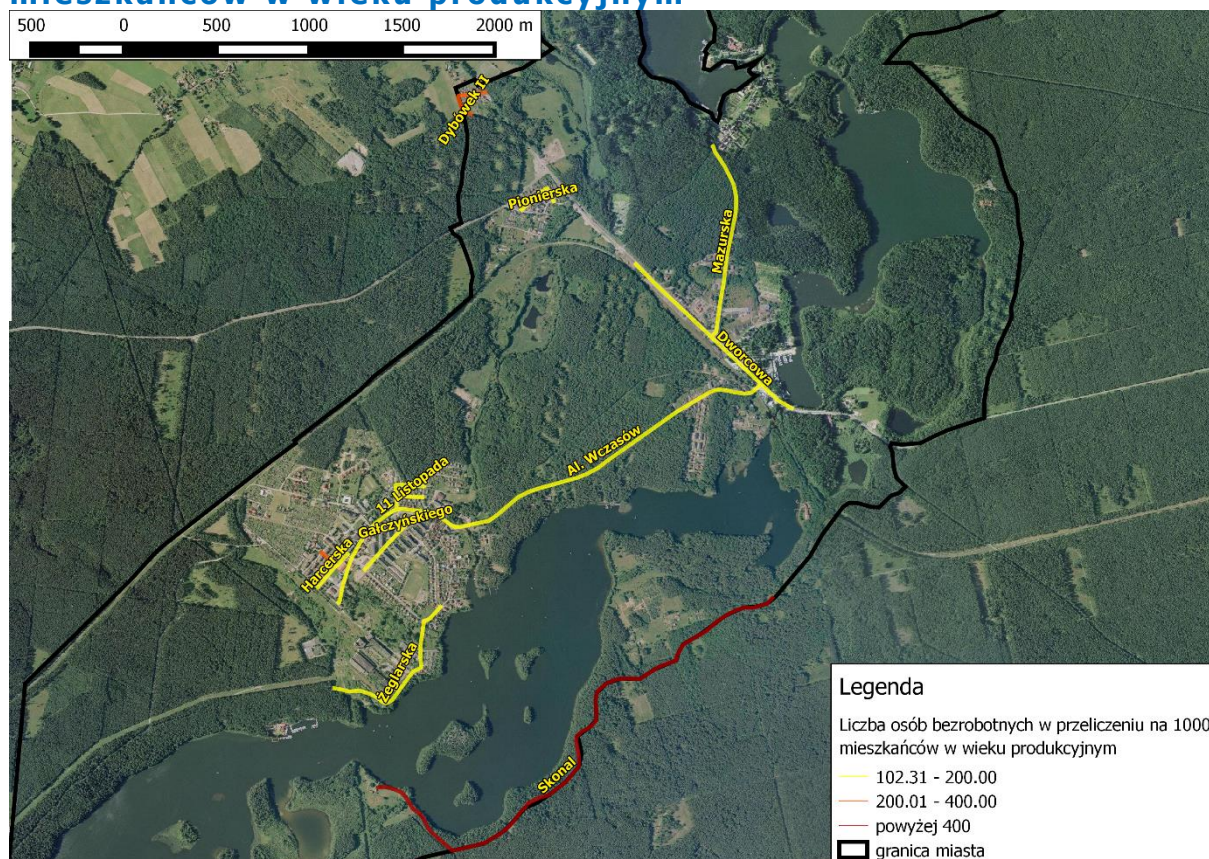 mieszkańców w wieku produkcyjnym
500 0 500 1000 1500 2000 m
Dybówek II
Pionierska
Mazurska
Dworcowa
Al. Wczasów
11 Listopada
Gałczyńskiego
Harcerska
Żeglarska
Skonal
Legenda
Liczba osób bezrobotnych w przeliczeniu na 1000
mieszkańców w wieku produkcyjnym
102.31 - 200.00
200.01 - 400.00
powyżej 400
granica miasta